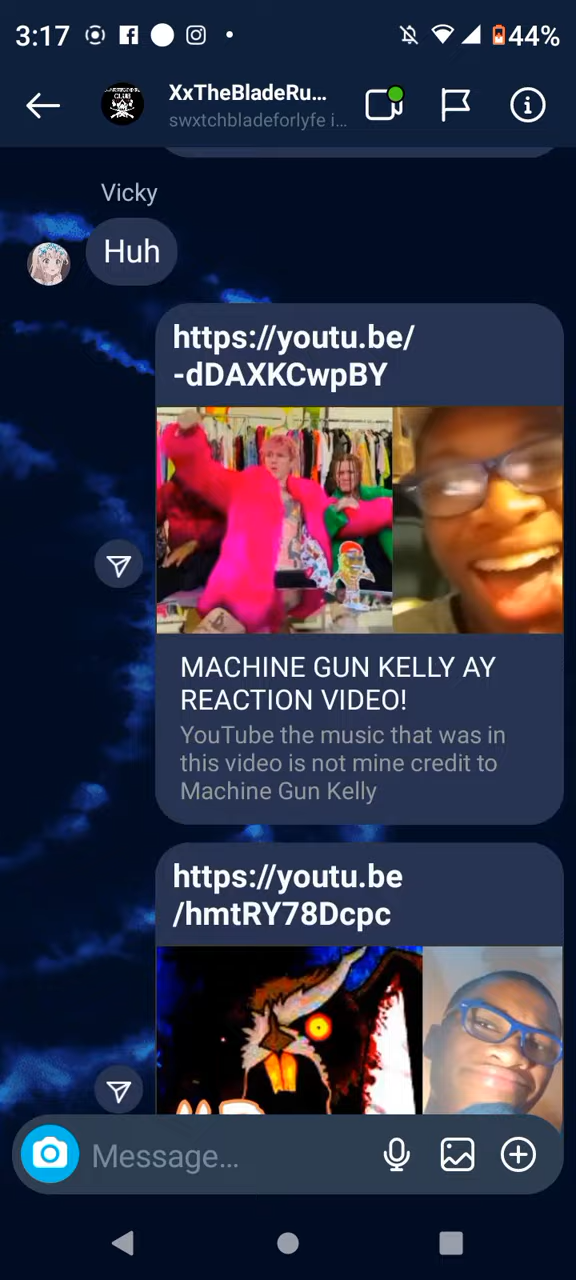 3:17
44%
XxTheBladeRu...
swxtchbladeforlyfe i...
Vicky
Huh
https://youtu.be/
-dDAXKCwpBY
MACHINE GUN KELLY AY
REACTION VIDEO!
YouTube the music that was in
this video is not mine credit to
Machine Gun Kelly
https://youtu.be
/hmtRY78Dcpc
Message...